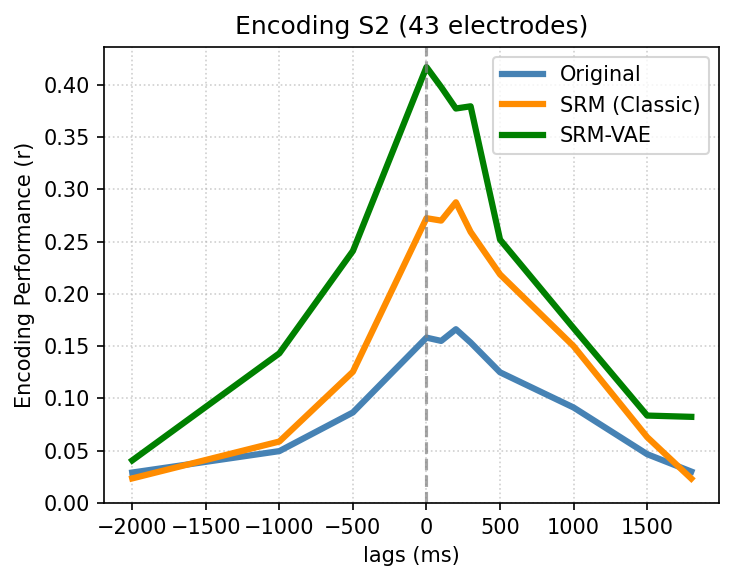 Encoding S2 (43 electrodes)
Original
SRM (Classic)
SRM-VAE
Encoding Performance (r)
0.40
0.35
0.30
0.25
0.20
0.15
0.10
0.05
0.00
−2000 −1500 −1000 −500 0 500 1000 1500
lags (ms)